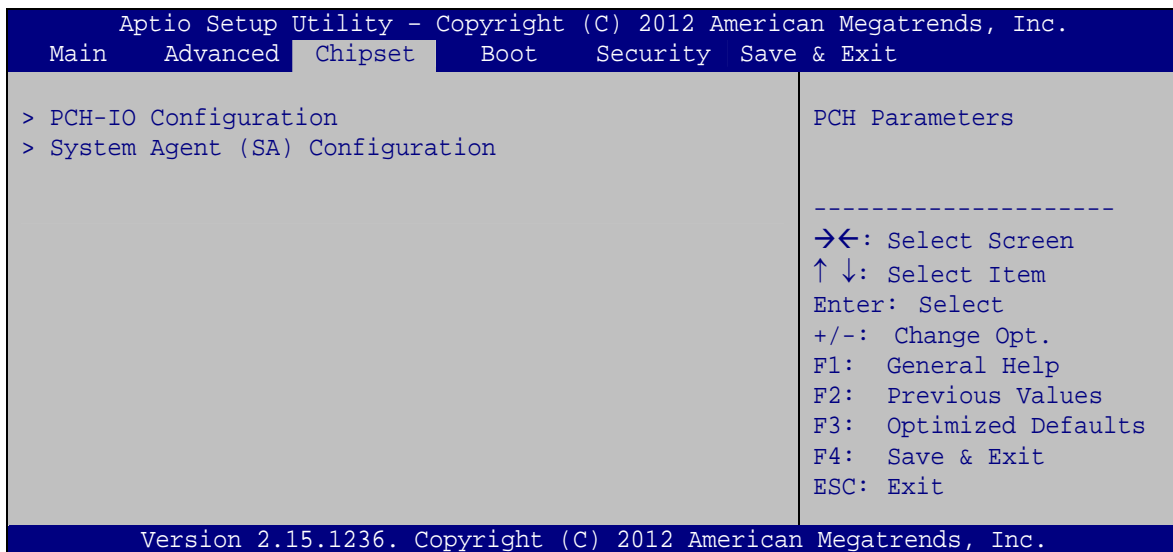 Aptio Setup Utility – Copyright (C) 2012 American Megatrends, Inc.
Main Advanced Chipset Boot Security Save & Exit
> PCH-IO Configuration
> System Agent (SA) Configuration
PCH Parameters
---------------------
→←: Select Screen
↑ ↓: Select Item
Enter: Select
+/-: Change Opt.
F1: General Help
F2: Previous Values
F3: Optimized Defaults
F4: Save & Exit
ESC: Exit
Version 2.15.1236. Copyright (C) 2012 American Megatrends, Inc.